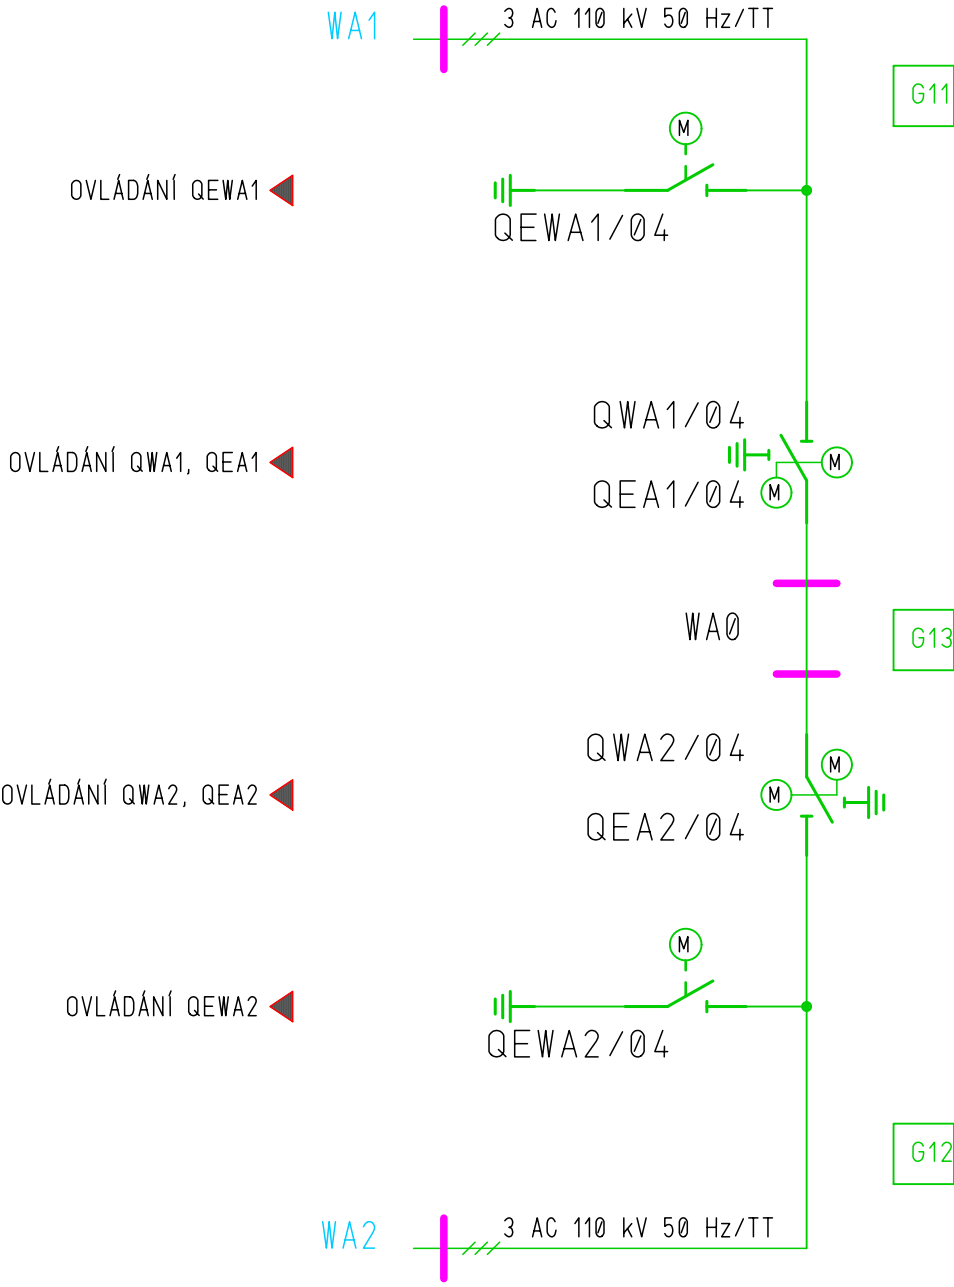 WA1
3 AC 110 kV 50 Hz/TT
G11
M
OVLÁDÁNÍ QEWA1
QEWA1/04
QWA1/04
OVLÁDÁNÍ QWA1, QEA1
M
M
QEA1/04
WA0
G13
QWA2/04
M
OVLÁDÁNÍ QWA2, QEA2
M
QEA2/04
M
OVLÁDÁNÍ QEWA2
QEWA2/04
G12
WA2
3 AC 110 kV 50 Hz/TT